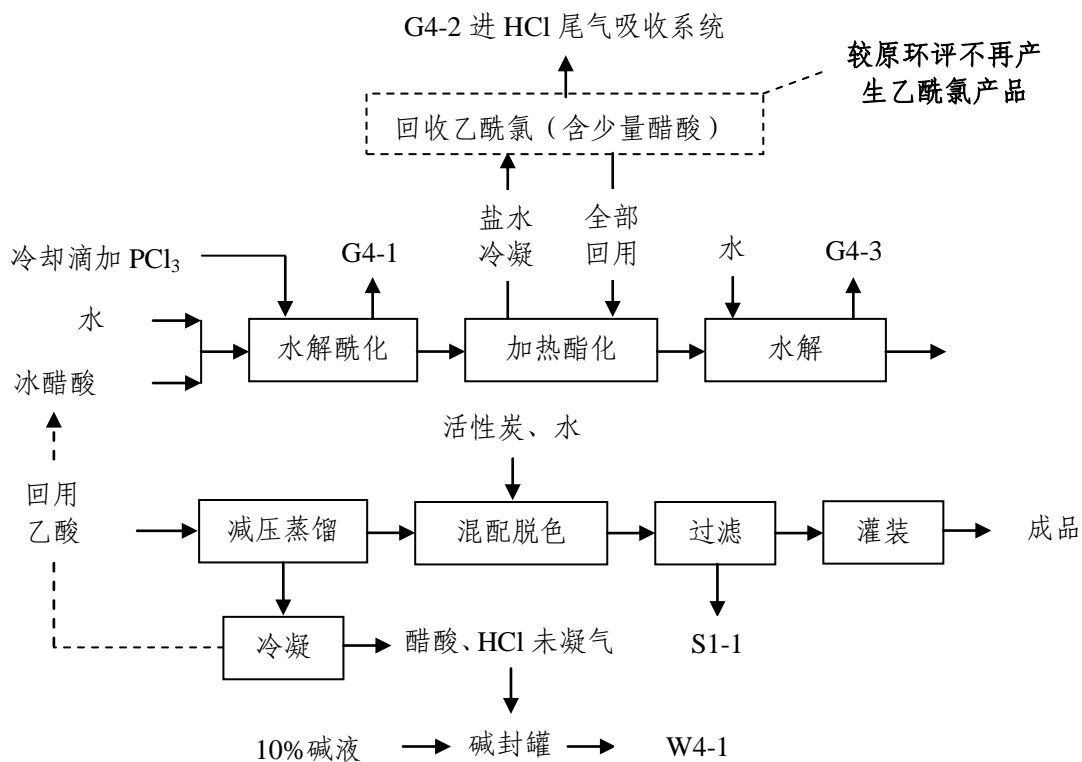 G4-2 进 HCl 尾气吸收系统
较原环评不再产
生乙酰氯产品
回收乙酰氯（含少量醋酸）
盐水
冷凝
全部
回用
冷却滴加 PCl₃
G4-1
水
G4-3
水
水解酰化
加热酯化
水解
冰醋酸
活性炭、水
回用
乙酸
减压蒸馏
混配脱色
过滤
灌装
成品
冷凝
醋酸、HCl 未凝气
S1-1
10%碱液
碱封罐
W4-1